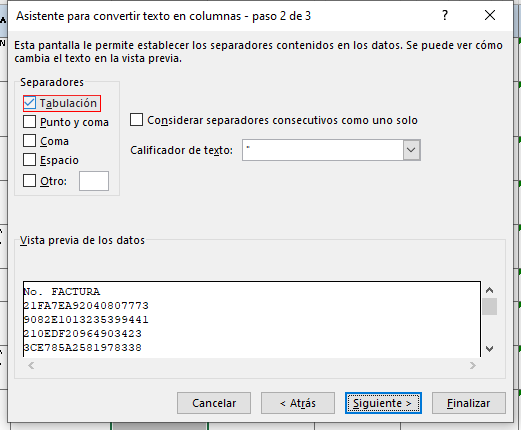 Asistente para convertir texto en columnas - paso 2 de 3
Esta pantalla le permite establecer los separadores contenidos en los datos. Se puede ver cómo
cambia el texto en la vista previa.
Separadores
Tabulación
Punto y coma
Coma
Espacio
Otro:
Considerar separadores consecutivos como uno solo
Calificador de texto: "
Vista previa de los datos
No. FACTURA
21FA7EA92040807773
9082E1013235399441
210EDF20964903423
3CE785A2581978338
Cancelar < Atrás Siguiente > Finalizar